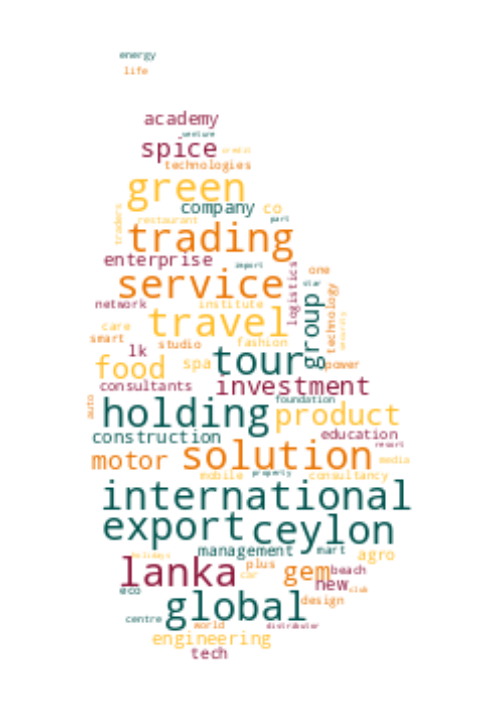 energy
life
academy
venture
spice credit
technologies
green
company co
restaurant part
traders
trading
enterprise import
service one
star
logistics
network institute
travel
technology
security
group
care
smart studio fashion
lk
tour
food spa power
consultants investment
foundation
auto
holding product
construction education
resort
motor solution media
mobile property consultancy
international
export ceylon
management mart agro
holidays
lanka plus gem beach
car new
eco club
global design
centre world distributor
engineering
tech